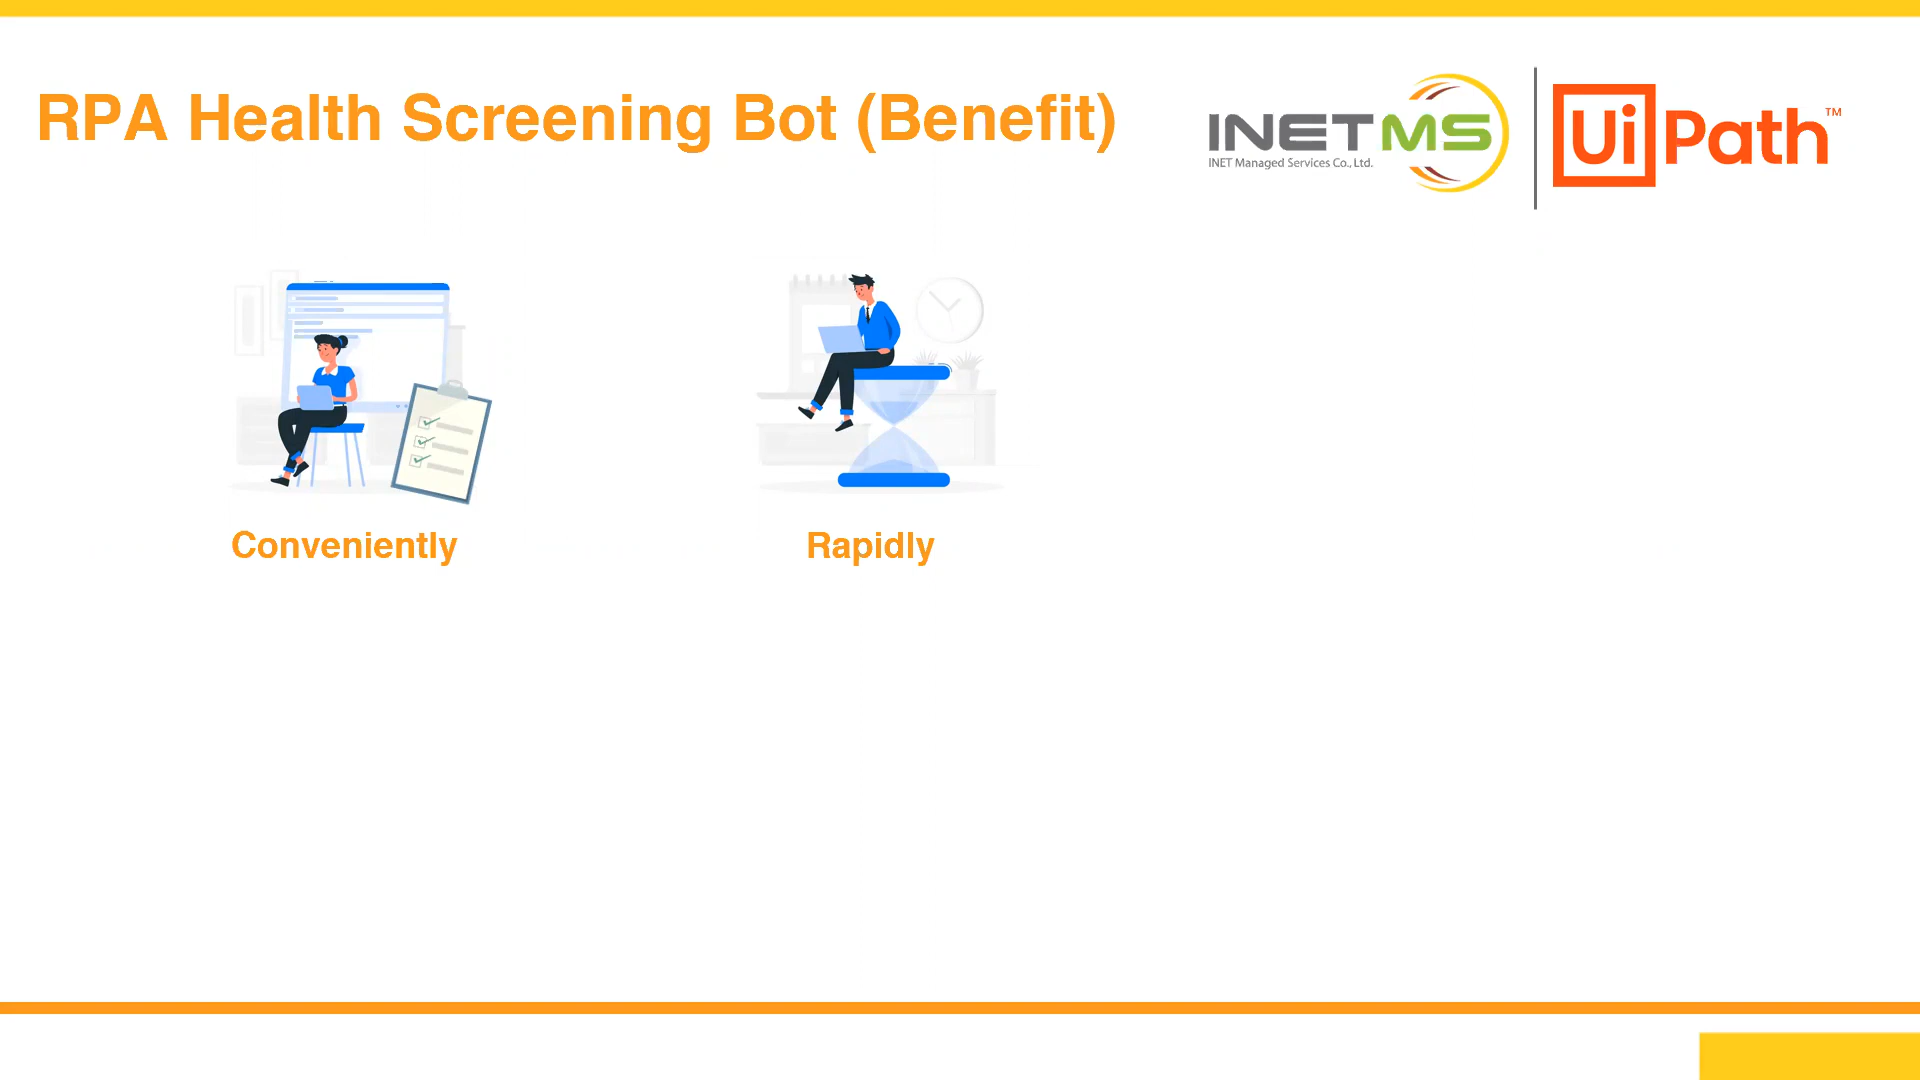 RPA Health Screening Bot (Benefit)
INETMS
INET Managed Services Co., Ltd.
UiPath™
Conveniently
Rapidly